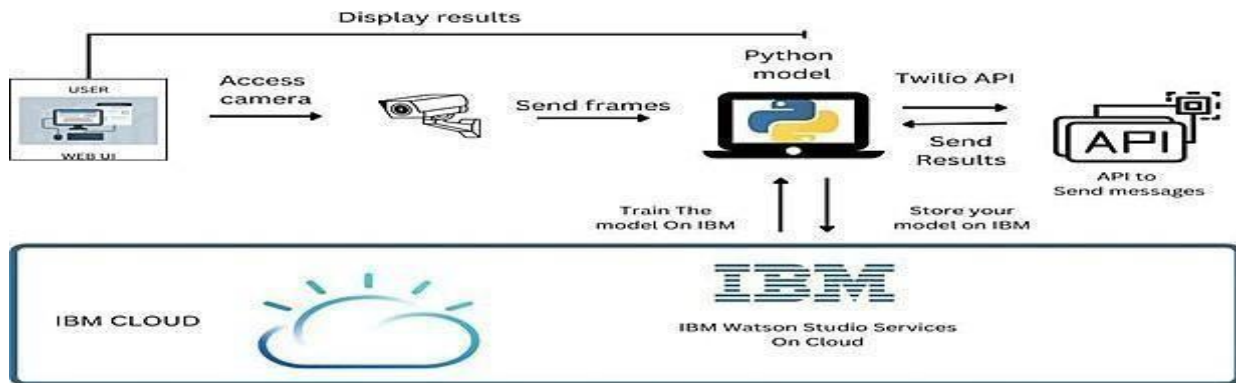 Display results
USER
WEB UI
Access
camera
Send frames
Python
model
Twilio API
Send
Results
API
API to
Send messages
Train The
model On IBM
Store your
model on IBM
IBM CLOUD
IBM
IBM Watson Studio Services
On Cloud